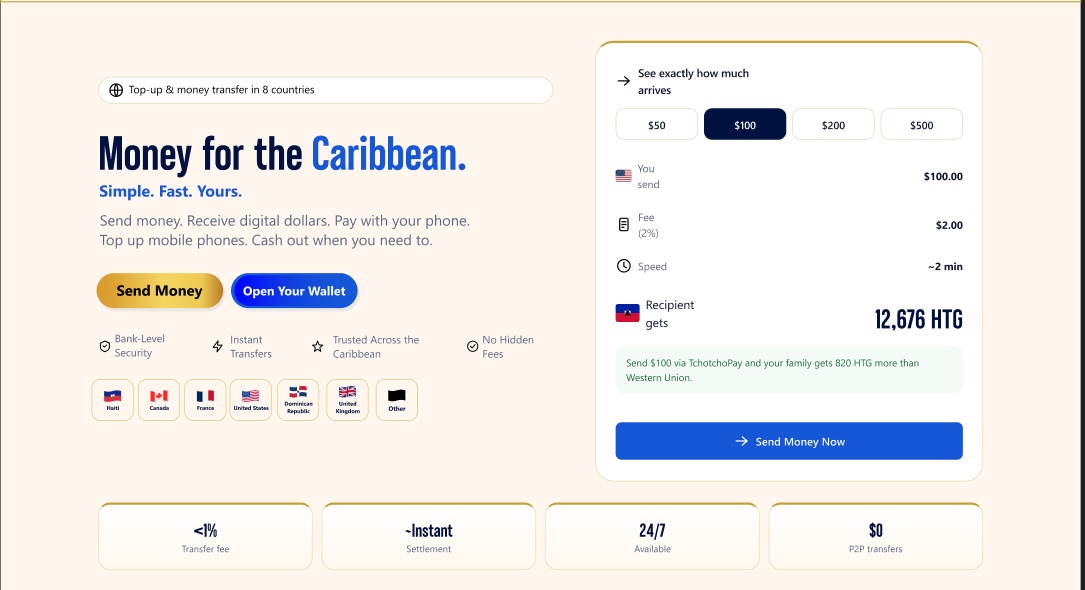 Top-up & money transfer in 8 countries
Money for the Caribbean.
Simple. Fast. Yours.
Send money. Receive digital dollars. Pay with your phone.
Top up mobile phones. Cash out when you need to.
Send Money
Open Your Wallet
Bank-Level
Security
Instant
Transfers
Trusted Across the
Caribbean
No Hidden
Fees
Haiti
Canada
France
United States
Dominican
Republic
United
Kingdom
Other
See exactly how much
arrives
$50
$100
$200
$500
You
send
$100.00
Fee
(2%)
$2.00
Speed
~2 min
Recipient
gets
12,676 HTG
Send $100 via TchotchoPay and your family gets 820 HTG more than
Western Union.
Send Money Now
<1%
Transfer fee
~Instant
Settlement
24/7
Available
$0
P2P transfers